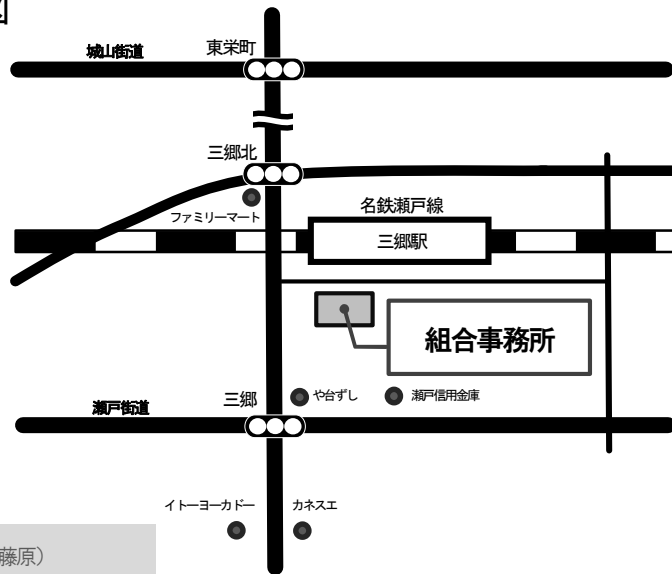 図
城山街道
東栄町
三郷北
ファミリーマート
名鉄瀬戸線
三郷駅
組合事務所
や台ずし
瀬戸信用金庫
瀬戸街道
三郷
イトーヨーカドー
カネスエ
藤原）